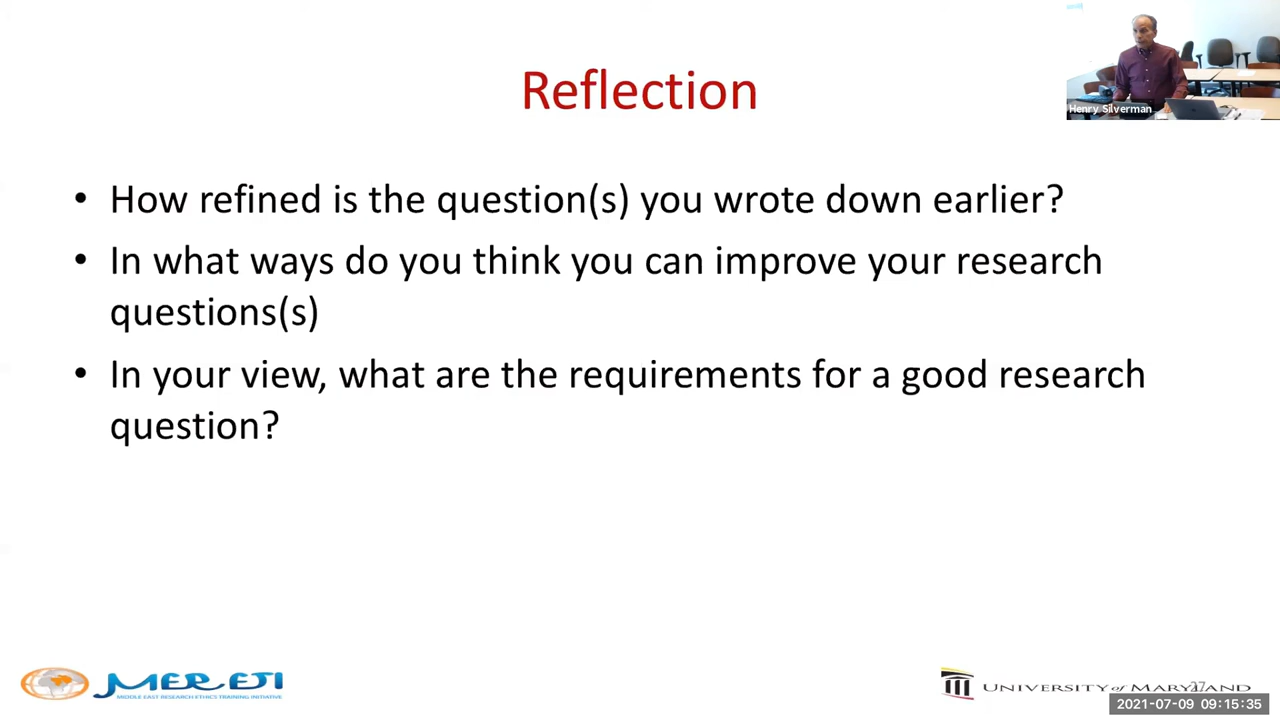 Reflection
Henry Silverman
• How refined is the question(s) you wrote down earlier?
• In what ways do you think you can improve your research
questions(s)
• In your view, what are the requirements for a good research
question?
MERETI
MIDDLE EAST RESEARCH ETHICS TRAINING INITIATIVE
UNIVERSITY of MARYLAND
27
2021-07-09 09:15:35